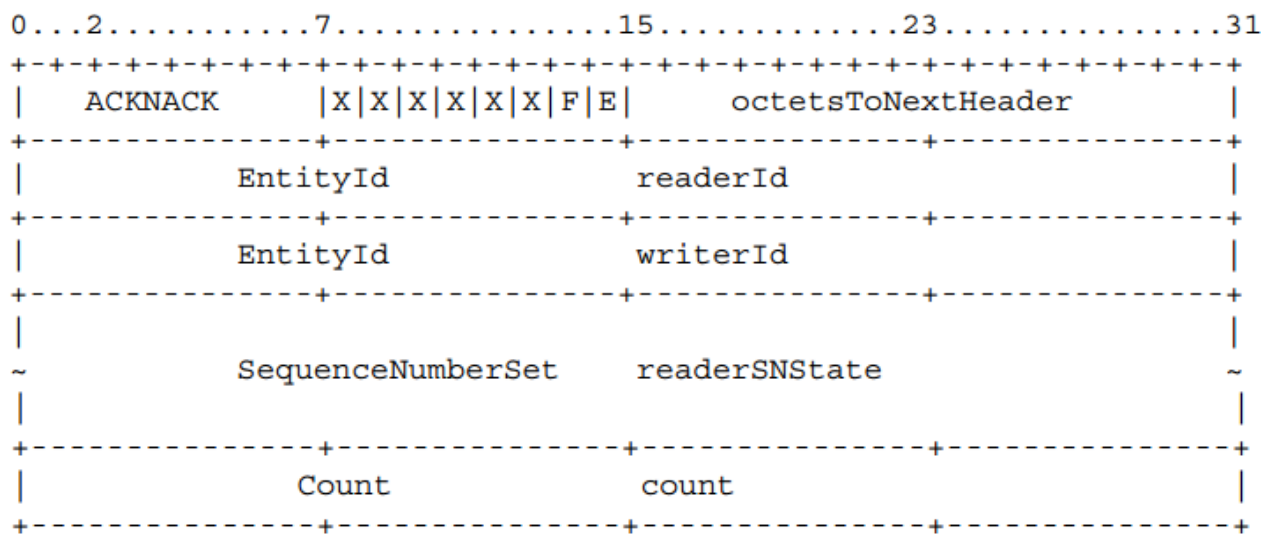 0...2...........7...............15.............23...............31
+-+-+-+-+-+-+-+-+-+-+-+-+-+-+-+-+-+-+-+-+-+-+-+-+-+-+-+-+-+-+-+-+
|   ACKNACK     |X|X|X|X|X|X|F|E|     octetsToNextHeader        |
+---------------+---------------+---------------+---------------+
|           EntityId             readerId                       |
+---------------+---------------+---------------+---------------+
|           EntityId             writerId                       |
+---------------+---------------+---------------+---------------+
|                                                               |
~           SequenceNumberSet    readerSNState                  ~
|                                                               |
+---------------+---------------+---------------+---------------+
|              Count             count                          |
+---------------+---------------+---------------+---------------+